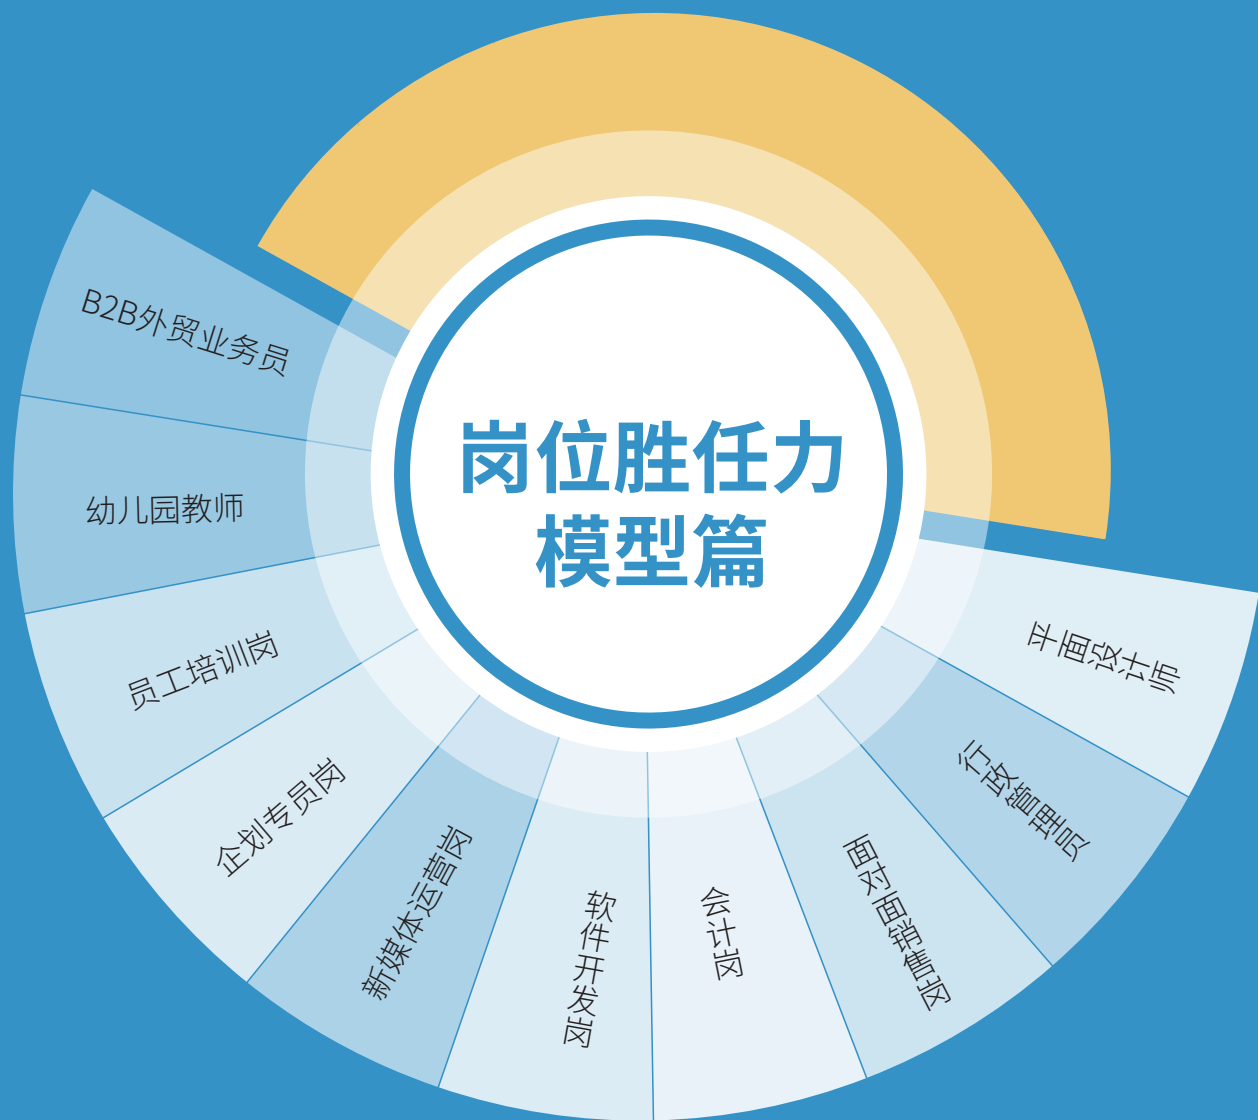 岗位胜任力
模型篇
B2B外贸业务员
幼儿园教师
员工培训岗
企划专员岗
新媒体运营岗
软件开发岗
会计岗
面对面销售岗
行政管理员
平面设计师